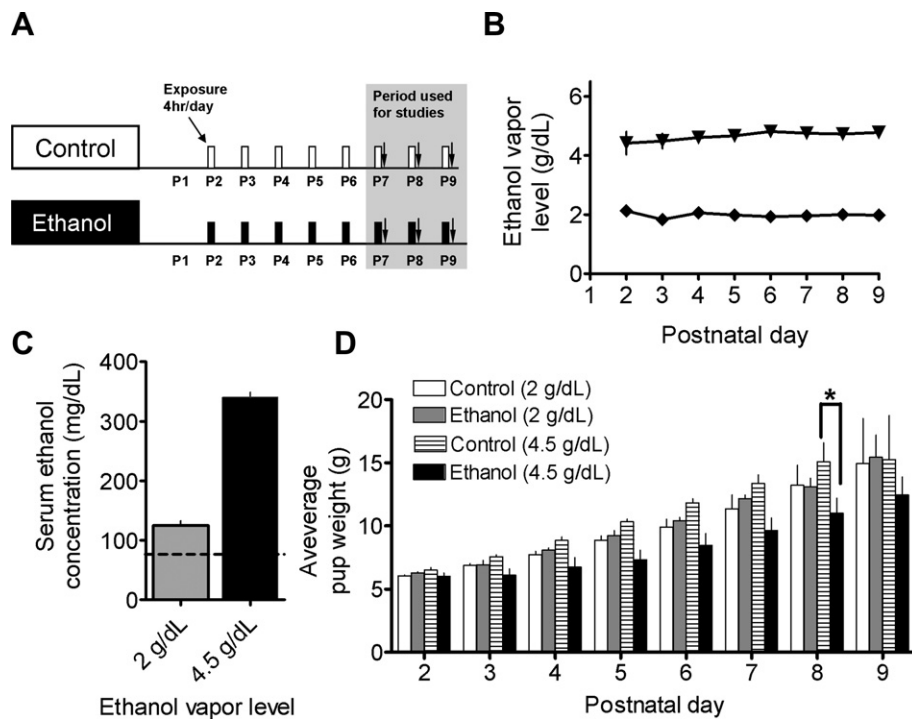 A
Exposure
4hr/day
Period used
for studies
Control
P1 P2 P3 P4 P5 P6 P7 P8 P9
Ethanol
P1 P2 P3 P4 P5 P6 P7 P8 P9
B
Ethanol vapor
level (g/dL)
6
4
2
0
1 2 3 4 5 6 7 8 9
Postnatal day
C
Serum ethanol
concentration (mg/dL)
400
300
200
100
0
2 g/dL
4.5 g/dL
Ethanol vapor level
D
Aveverage
pup weight (g)
20
15
10
5
0
Control (2 g/dL)
Ethanol (2 g/dL)
Control (4.5 g/dL)
Ethanol (4.5 g/dL)
*
2 3 4 5 6 7 8 9
Postnatal day